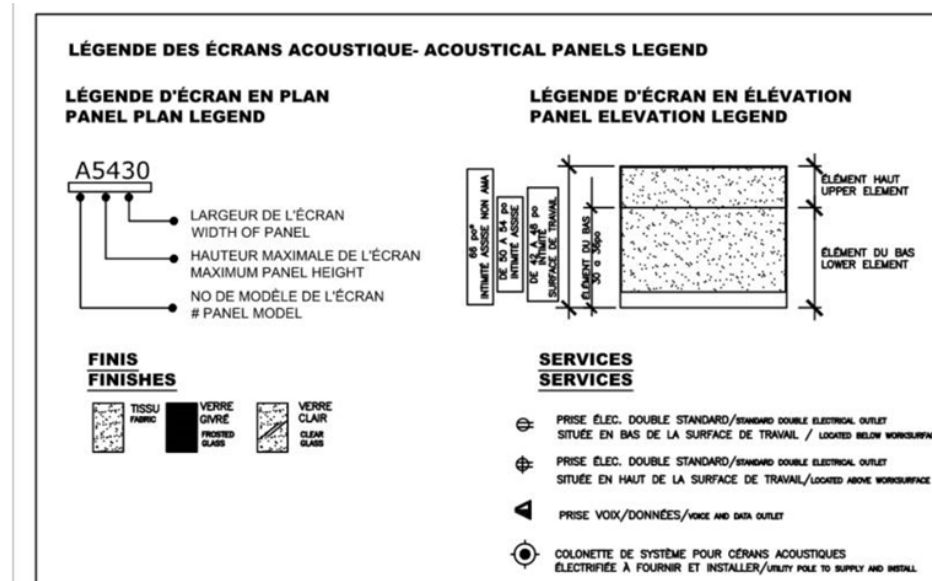 LÉGENDE DES ÉCRANS ACOUSTIQUE- ACOUSTICAL PANELS LEGEND
LÉGENDE D'ÉCRAN EN PLAN
PANEL PLAN LEGEND
A5430
LARGEUR DE L'ÉCRAN
WIDTH OF PANEL
HAUTEUR MAXIMALE DE L'ÉCRAN
MAXIMUM PANEL HEIGHT
NO DE MODÈLE DE L'ÉCRAN
# PANEL MODEL
LÉGENDE D'ÉCRAN EN ÉLÉVATION
PANEL ELEVATION LEGEND
66 po*
INTIMITÉ ASSISE NON AMA
DE 50 A 54 po
INTIMITÉ ASSISE
DE 42 A 48 po
INTIMITÉ
SURFACE DE TRAVAIL
ÉLÉMENT DU BAS
30 a 36po
ÉLÉMENT HAUT
UPPER ELEMENT
ÉLÉMENT DU BAS
LOWER ELEMENT
FINIS
FINISHES
TISSU
FABRIC
VERRE
GIVRÉ
FROSTED
GLASS
VERRE
CLAIR
CLEAR
GLASS
SERVICES
SERVICES
PRISE ÉLEC. DOUBLE STANDARD/STANDARD DOUBLE ELECTRICAL OUTLET
SITUÉE EN BAS DE LA SURFACE DE TRAVAIL / LOCATED BELOW WORKSURFA
PRISE ÉLEC. DOUBLE STANDARD/STANDARD DOUBLE ELECTRICAL OUTLET
SITUÉE EN HAUT DE LA SURFACE DE TRAVAIL/LOCATED ABOVE WORKSURFACE
PRISE VOIX/DONNÉES/VOICE AND DATA OUTLET
COLONETTE DE SYSTÈME POUR CÉRANS ACOUSTIQUES
ÉLECTRIFIÉE À FOURNIR ET INSTALLER/UTILITY POLE TO SUPPLY AND INSTALL